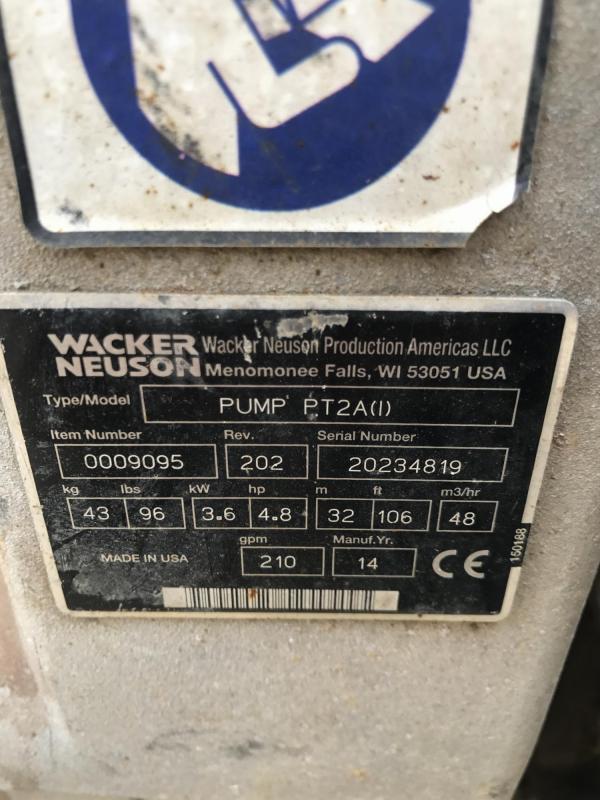 WACKER NEUSON
Wacker Neuson Production Americas LLC
Menomonee Falls, WI 53051 USA
Type/Model PUMP PT2A(I)
Item Number Rev. Serial Number
0009095 202 20234819
kg lbs kW hp m ft m3/hr
43 96 3.6 4.8 32 106 48
gpm Manuf.Yr.
MADE IN USA 210 14 CE
150188